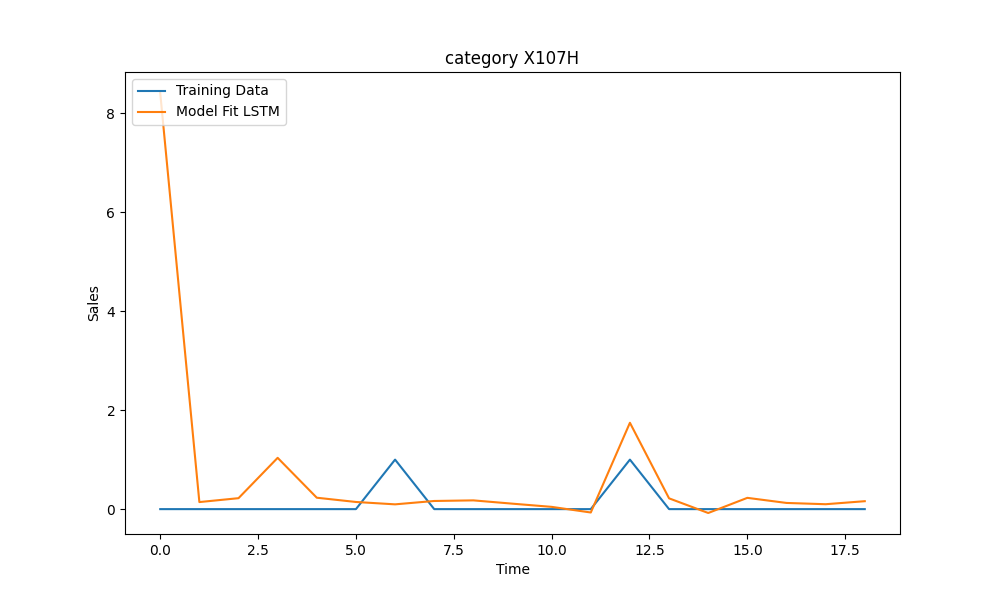 category X107H
Training Data
Model Fit LSTM
8
6
4
2
0
Sales
0.0 2.5 5.0 7.5 10.0 12.5 15.0 17.5
Time